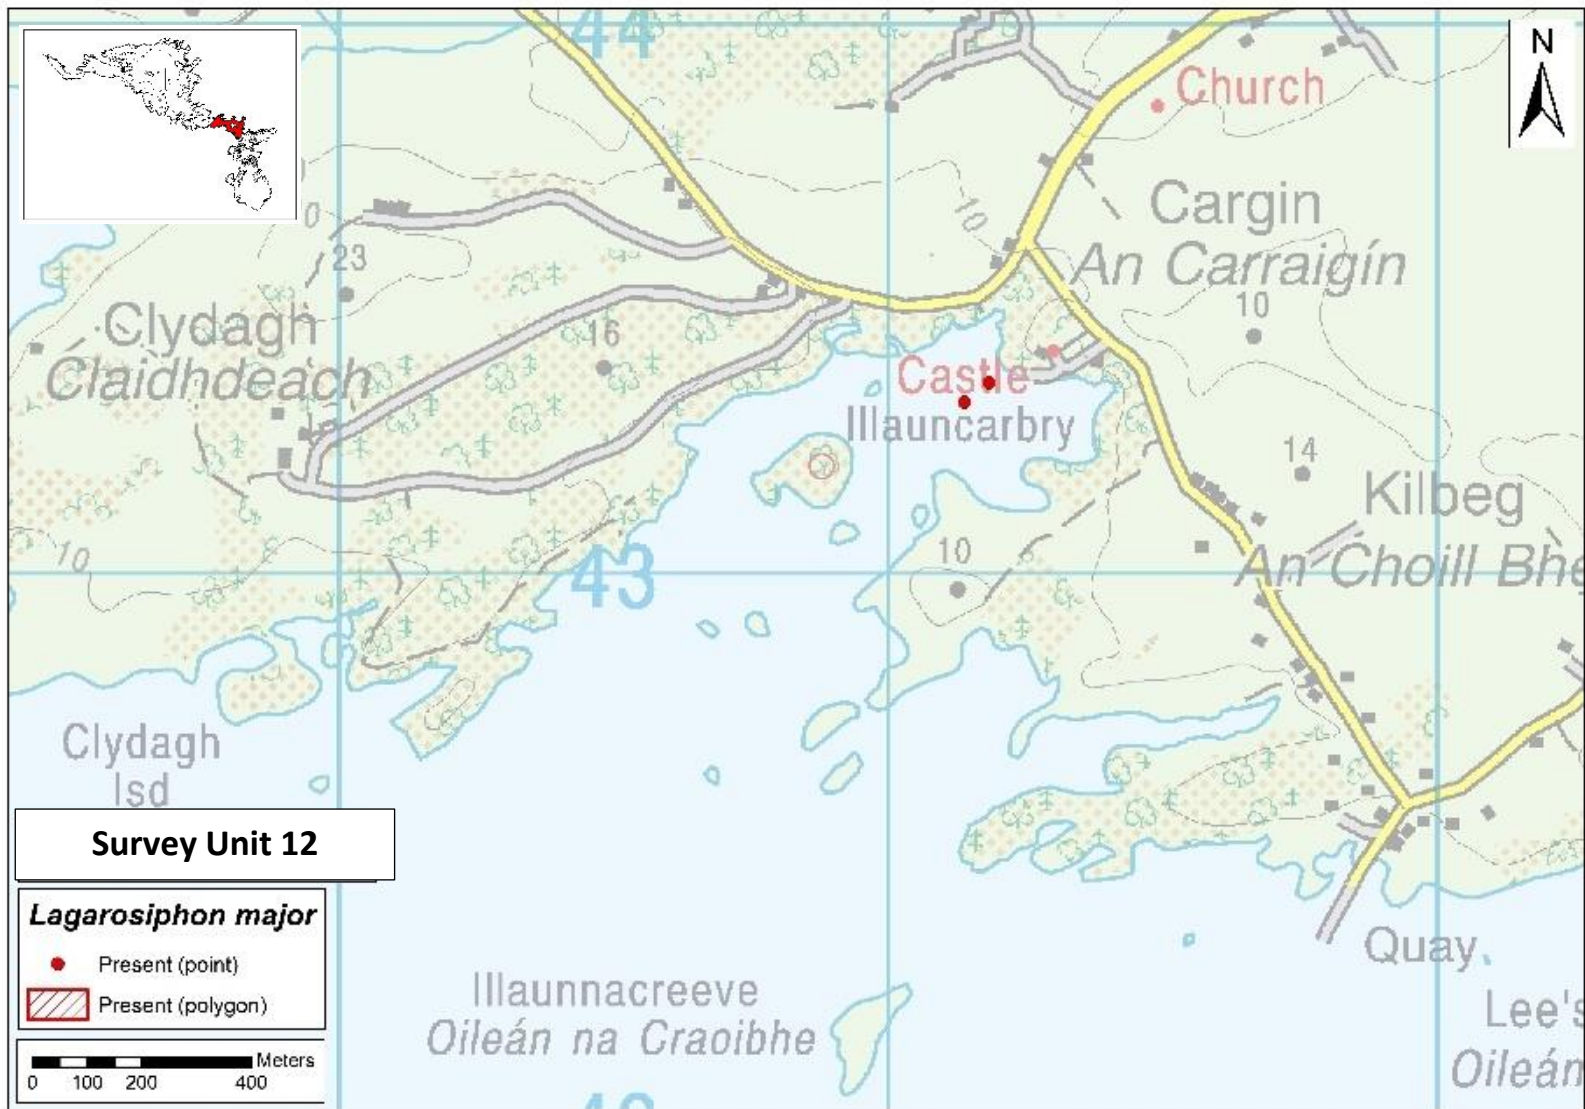 44
N
Church
Cargin
An Carraigín
10
0
23
10
Clydagh
Claidhdeach
16
Castle
Illauncarbry
14
Kilbeg
An Choill Bhe
10
43
10
Clydagh
Isd
Survey Unit 12
Lagarosiphon major
Present (point)
Present (polygon)
Meters
0 100 200 400
Illaunnacreeve
Oileán na Craoibhe
Quay
Lee's
Oileán